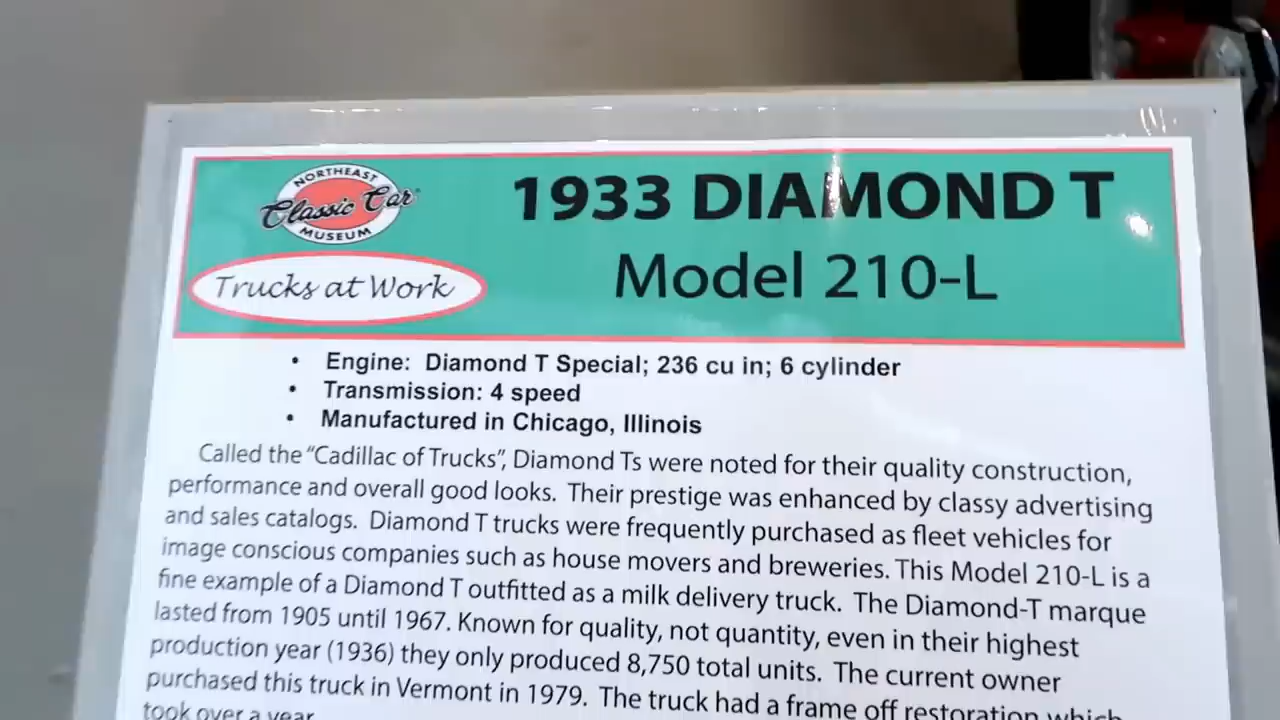 NORTHEAST
Classic Car
MUSEUM
Trucks at Work
1933 DIAMOND T
Model 210-L
• Engine: Diamond T Special; 236 cu in; 6 cylinder
• Transmission: 4 speed
• Manufactured in Chicago, Illinois
Called the "Cadillac of Trucks", Diamond Ts were noted for their quality construction,
performance and overall good looks. Their prestige was enhanced by classy advertising
and sales catalogs. Diamond T trucks were frequently purchased as fleet vehicles for
image conscious companies such as house movers and breweries. This Model 210-L is a
fine example of a Diamond T outfitted as a milk delivery truck. The Diamond-T marque
lasted from 1905 until 1967. Known for quality, not quantity, even in their highest
production year (1936) they only produced 8,750 total units. The current owner
purchased this truck in Vermont in 1979. The truck had a frame off restoration which
took over a year